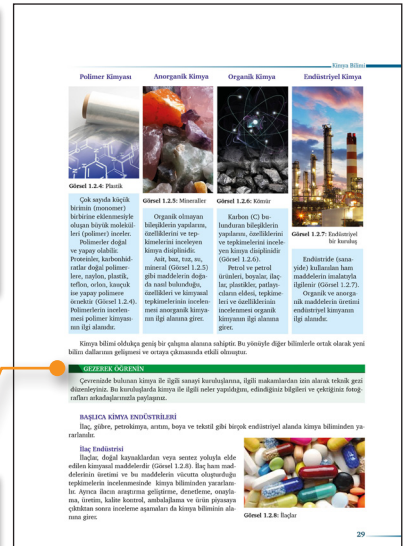 Kimya Bilimi
Polimer Kimyası
Anorganik Kimya
Organik Kimya
Endüstriyel Kimya
Görsel 1.2.4: Plastik
Çok sayıda küçük
birimin (monomer)
birbirine eklenmesiyle
oluşan büyük molekül-
leri (polimer) inceler.
Polimerler doğal
ve yapay olabilir.
Proteinler, karbonhid-
ratlar doğal polimer-
lere, naylon, plastik,
teflon, orlon, kauçuk
ise yapay polimere
örnektir (Görsel 1.2.4).
Polimerlerin incelen-
mesi polimer kimyası-
nın ilgi alanıdır.
Görsel 1.2.5: Mineraller
Organik olmayan
bileşiklerin yapılarını,
özelliklerini ve tep-
kimelerini inceleyen
kimya disiplinidir.
Asit, baz, tuz, su,
mineral (Görsel 1.2.5)
gibi maddelerin doğa-
da nasıl bulunduğu,
özellikleri ve kimyasal
tepkimelerinin incelen-
mesi anorganik kimya-
nın ilgi alanına girer.
Görsel 1.2.6: Kömür
Karbon (C) bu-
lunduran bileşiklerin
yapılarını, özelliklerini
ve tepkimelerini incele-
yen kimya disiplinidir
(Görsel 1.2.6).
Petrol ve petrol
ürünleri, boyalar, ilaç-
lar, plastikler, patlayı-
cıların eldesi, tepkime-
leri ve özelliklerinin
incelenmesi organik
kimyanın ilgi alanına
girer.
Görsel 1.2.7: Endüstriyel
bir kuruluş
Endüstride (sana-
yide) kullanılan ham
maddelerin imalatıyla
ilgilenir (Görsel 1.2.7).
Organik ve anorga-
nik maddelerin üretimi
endüstriyel kimyanın
ilgi alanıdır.
Kimya bilimi oldukça geniş bir çalışma alanına sahiptir. Bu yönüyle diğer bilimlerle ortak olarak yeni
bilim dallarının gelişmesi ve ortaya çıkmasında etkili olmuştur.
GEZEREK ÖĞRENİN
Çevrenizde bulunan kimya ile ilgili sanayi kuruluşlarına, ilgili makamlardan izin alarak teknik gezi
düzenleyiniz. Bu kuruluşlarda kimya ile ilgili neler yapıldığını, edindiğiniz bilgileri ve çektiğiniz fotoğ-
rafları arkadaşlarınızla paylaşınız.
BAŞLICA KİMYA ENDÜSTRİLERİ
İlaç, gübre, petrokimya, arıtım, boya ve tekstil gibi birçok endüstriyel alanda kimya biliminden ya-
rarlanılır.
İlaç Endüstrisi
İlaçlar, doğal kaynaklardan veya sentez yoluyla elde
edilen kimyasal maddelerdir (Görsel 1.2.8). İlaç ham mad-
delerinin üretimi ve bu maddelerin vücutta oluşturduğu
tepkimelerin incelenmesinde kimya biliminden yararlanı-
lır. Ayrıca ilacın araştırma geliştirme, denetleme, onayla-
ma, üretim, kalite kontrol, ambalajlama ve ürün piyasaya
çıktıktan sonra inceleme aşamaları da kimya biliminin ala-
nına girer.
Görsel 1.2.8: İlaçlar
29